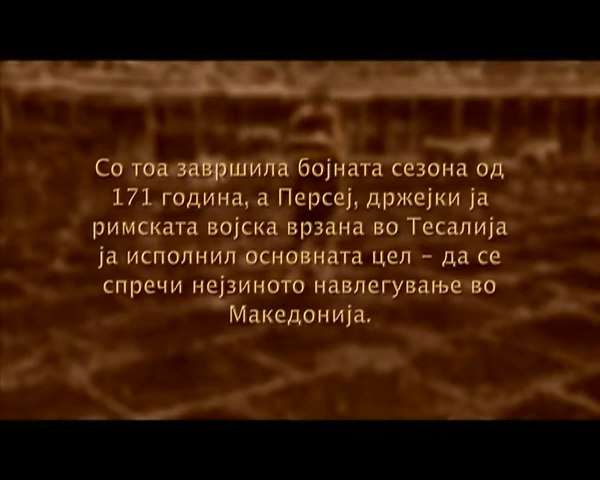 Со тоа завршила бојната сезона од
171 година, а Персеј, држејки ја
римската војска врзана во Тесалија
ја исполнил основната цел – да се
спречи нејзиното навлегување во
Македонија.